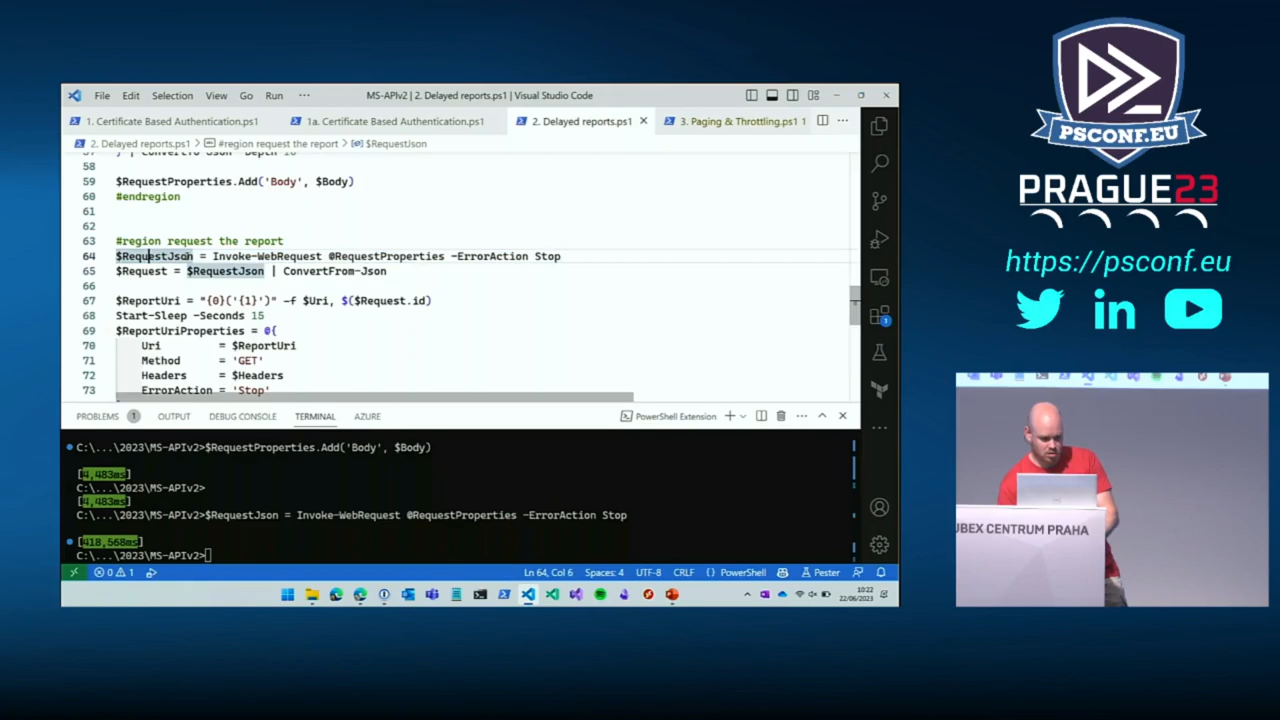 File Edit Selection View Go Run ··· MS-APIv2 | 2. Delayed reports.ps1 | Visual Studio Code
1. Certificate Based Authentication.ps1 1a. Certificate Based Authentication.ps1 2. Delayed reports.ps1 3. Paging & Throttling.ps1 1
2. Delayed reports.ps1 > #region request the report > $RequestJson
58
59 $RequestProperties.Add('Body', $Body)
60 #endregion
61
62
63 #region request the report
64 $RequestJson = Invoke-WebRequest @RequestProperties -ErrorAction Stop
65 $Request = $RequestJson | ConvertFrom-Json
66
67 $ReportUri = "{0}('{1}')" -f $Uri, $($Request.id)
68 Start-Sleep -Seconds 15
69 $ReportUriProperties = @{
70 Uri = $ReportUri
71 Method = 'GET'
72 Headers = $Headers
73 ErrorAction = 'Stop'
PROBLEMS 1 OUTPUT DEBUG CONSOLE TERMINAL AZURE PowerShell Extension
C:\...\2023\MS-APIv2>$RequestProperties.Add('Body', $Body)
[4,483ms]
C:\...\2023\MS-APIv2>
[4,483ms]
C:\...\2023\MS-APIv2>$RequestJson = Invoke-WebRequest @RequestProperties -ErrorAction Stop
[418,568ms]
C:\...\2023\MS-APIv2>
0 1 Ln 64, Col 6 Spaces: 4 UTF-8 CRLF {} PowerShell Pester
10:22
22/06/2023
PSCONF.EU
PRAGUE23
https://psconf.eu
UBEX CENTRUM PRAHA